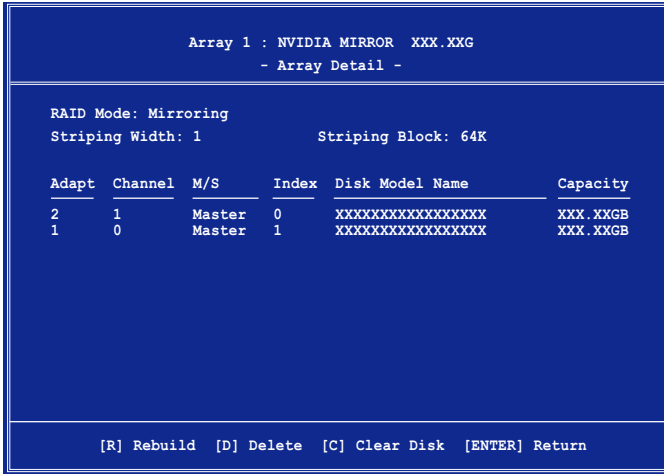 Array 1 : NVIDIA MIRROR XXX.XXG
- Array Detail -
RAID Mode: Mirroring
Striping Width: 1 Striping Block: 64K
Adapt Channel M/S Index Disk Model Name Capacity
2 1 Master 0 XXXXXXXXXXXXXXXXX XXX.XXGB
1 0 Master 1 XXXXXXXXXXXXXXXXX XXX.XXGB
[R] Rebuild [D] Delete [C] Clear Disk [ENTER] Return